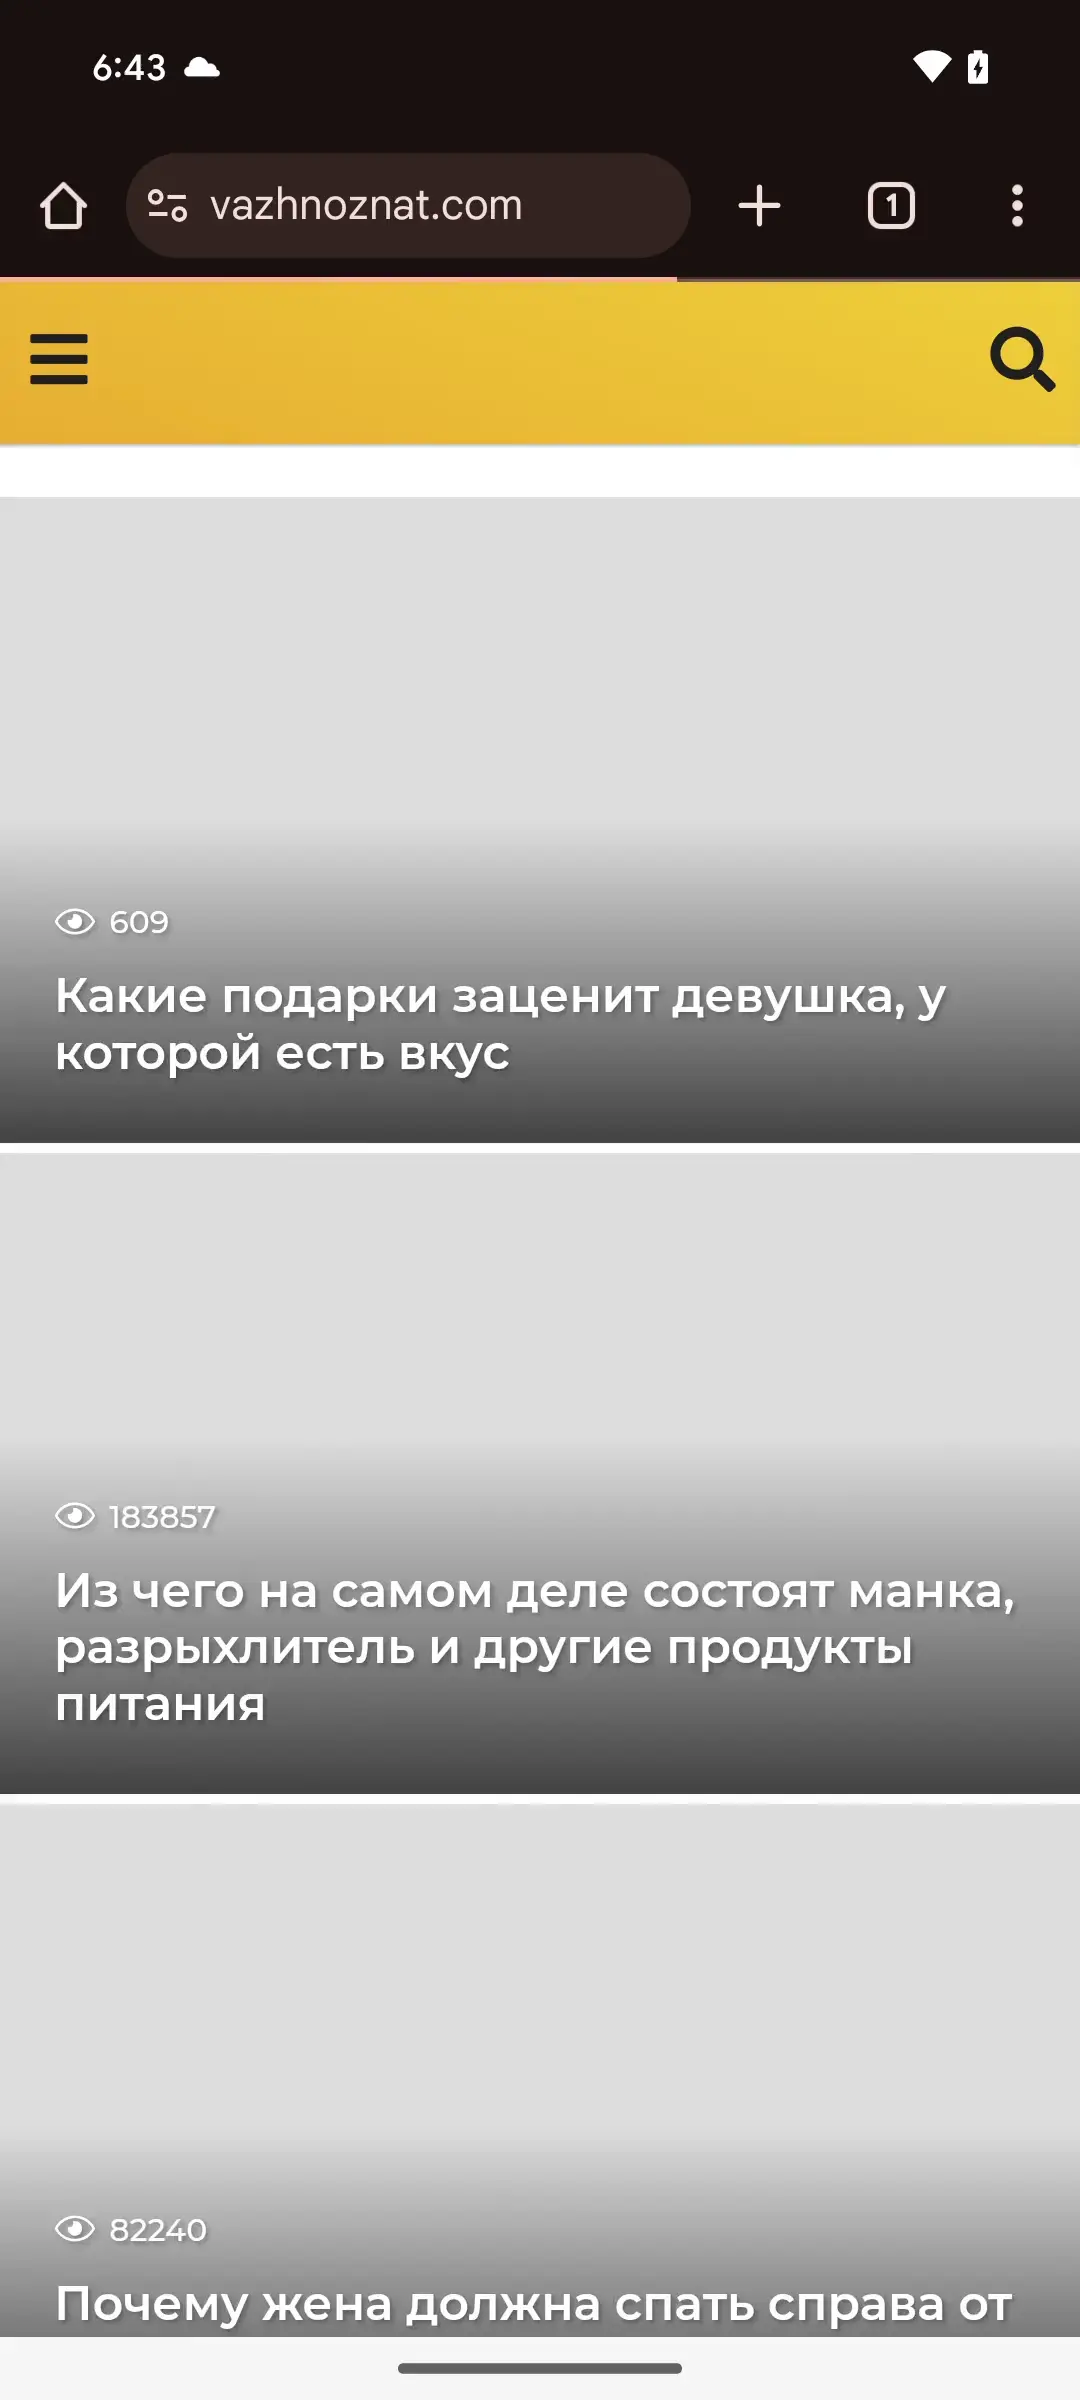 6:43
vazhnoznat.com
1
609
Какие подарки заценит девушка, у
которой есть вкус
183857
Из чего на самом деле состоят манка,
разрыхлитель и другие продукты
питания
82240
Почему жена должна спать справа от